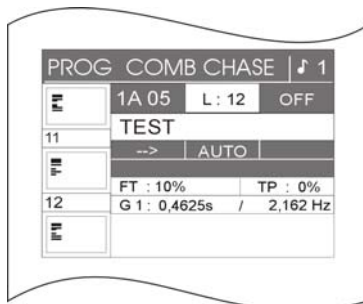 PROG COMB CHASE ♪ 1
1A 05 L : 12 OFF
TEST
11
--> AUTO
FT : 10% TP : 0%
12
G 1 : 0,4625s / 2,162 Hz